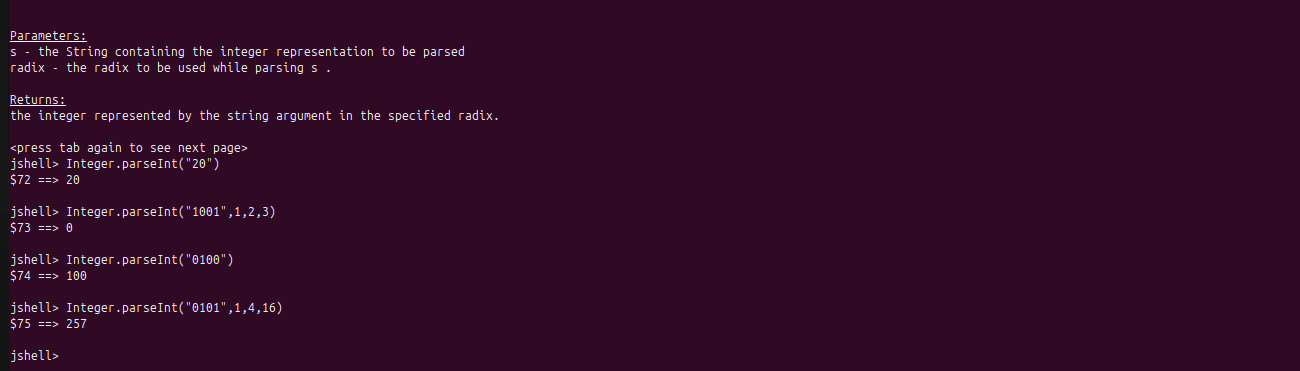 Parameters:
s - the String containing the integer representation to be parsed
radix - the radix to be used while parsing s .
Returns:
the integer represented by the string argument in the specified radix.
<press tab again to see next page>
jshell> Integer.parseInt("20")
$72 ==> 20
jshell> Integer.parseInt("1001",1,2,3)
$73 ==> 0
jshell> Integer.parseInt("0100")
$74 ==> 100
jshell> Integer.parseInt("0101",1,4,16)
$75 ==> 257
jshell>